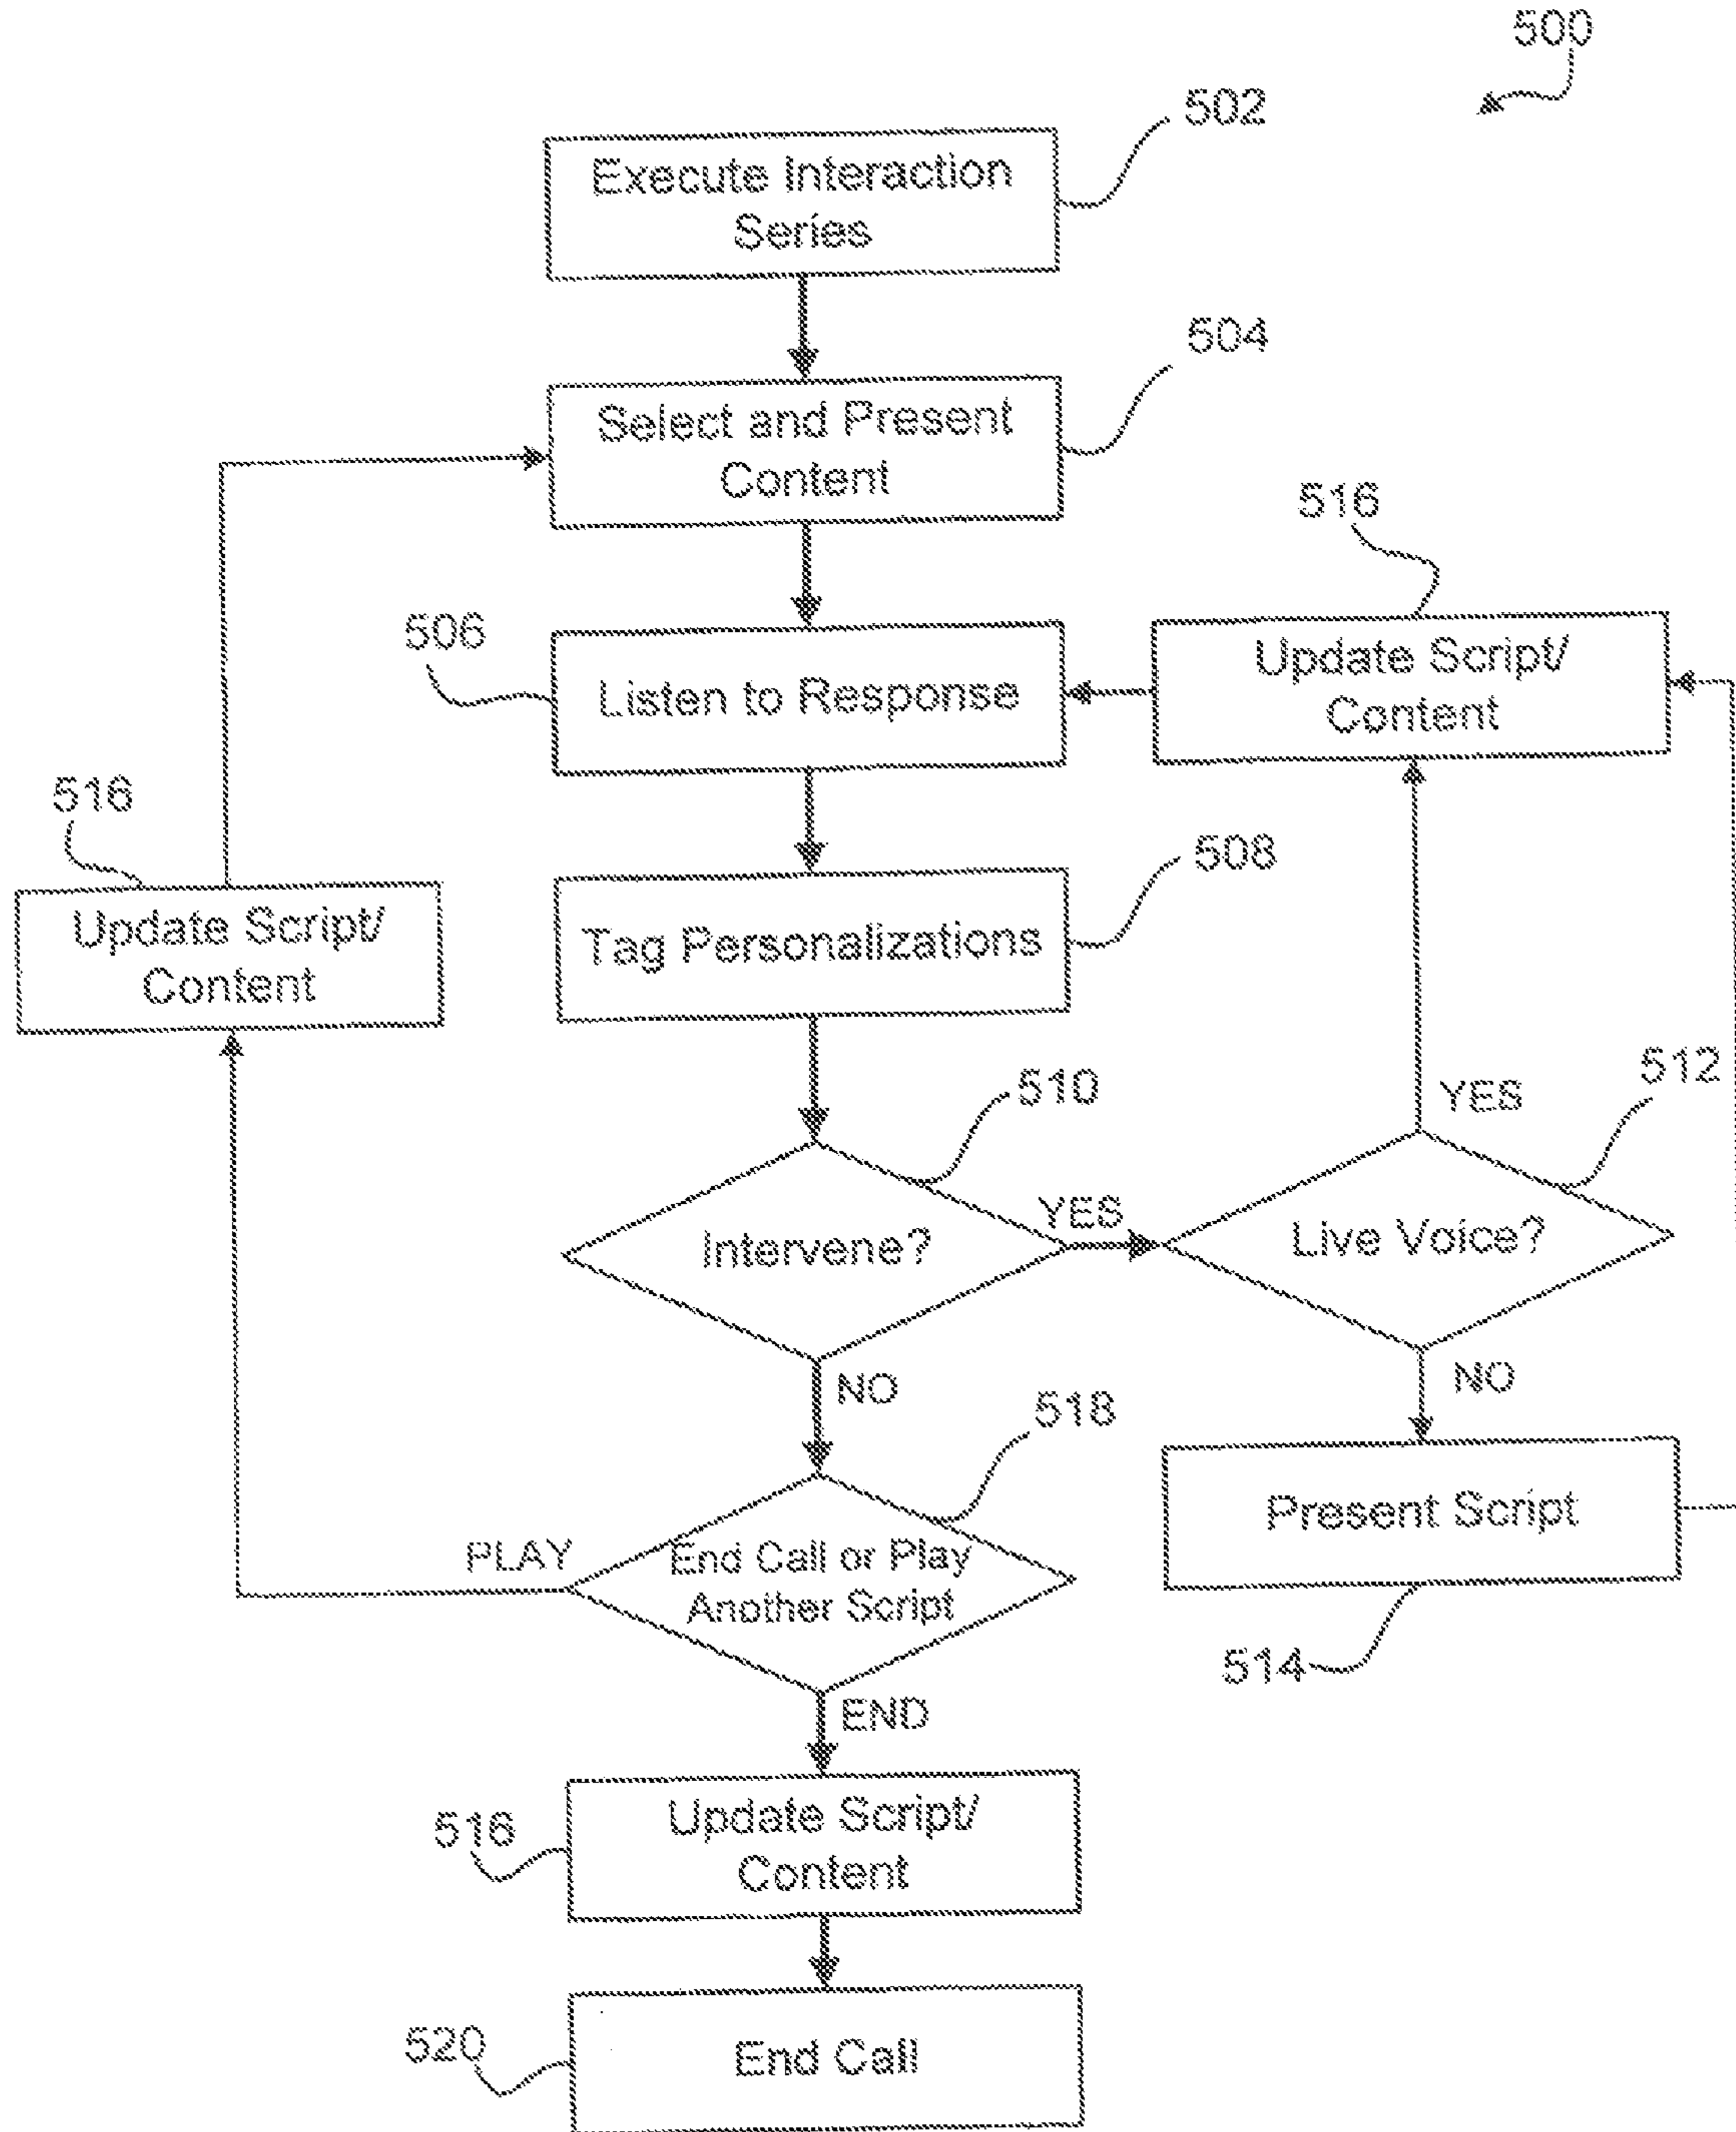 500
502
Execute Interaction
Series
504
Select and Present
Content
516
506
Update Script/
Content
Listen to Response
516
508
Update Script/
Content
Tag Personalizations
510
512
YES
YES
Intervene?
Live Voice?
NO
NO
518
Present Script
PLAY
End Call or Play
Another Script
514
END
516
Update Script/
Content
520
End Call